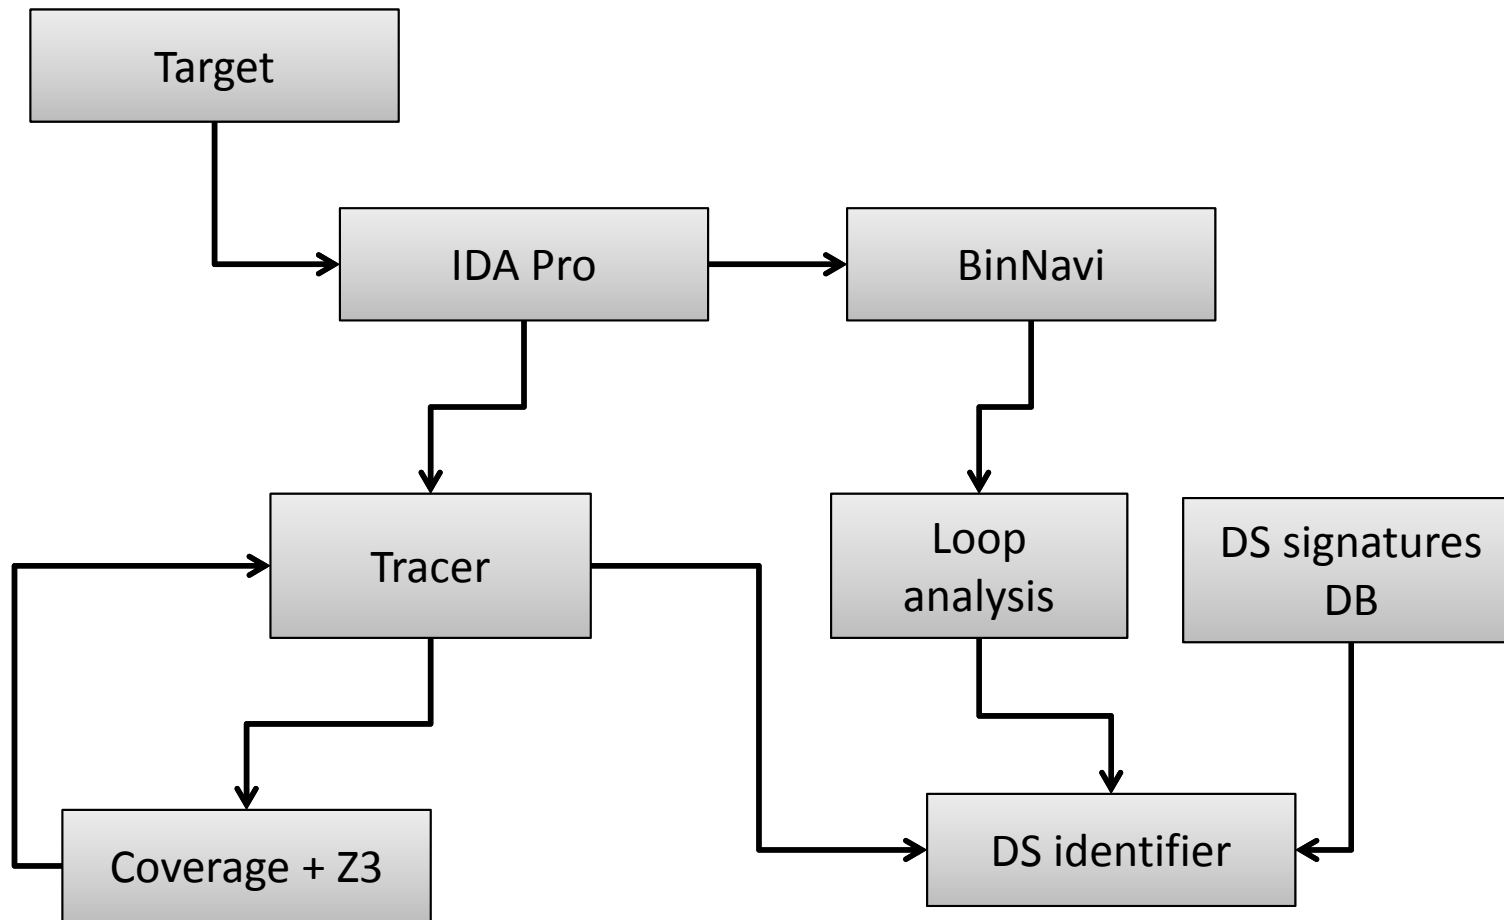 Target
IDA Pro
BinNavi
Tracer
Loop
analysis
DS signatures
DB
Coverage + Z3
DS identifier